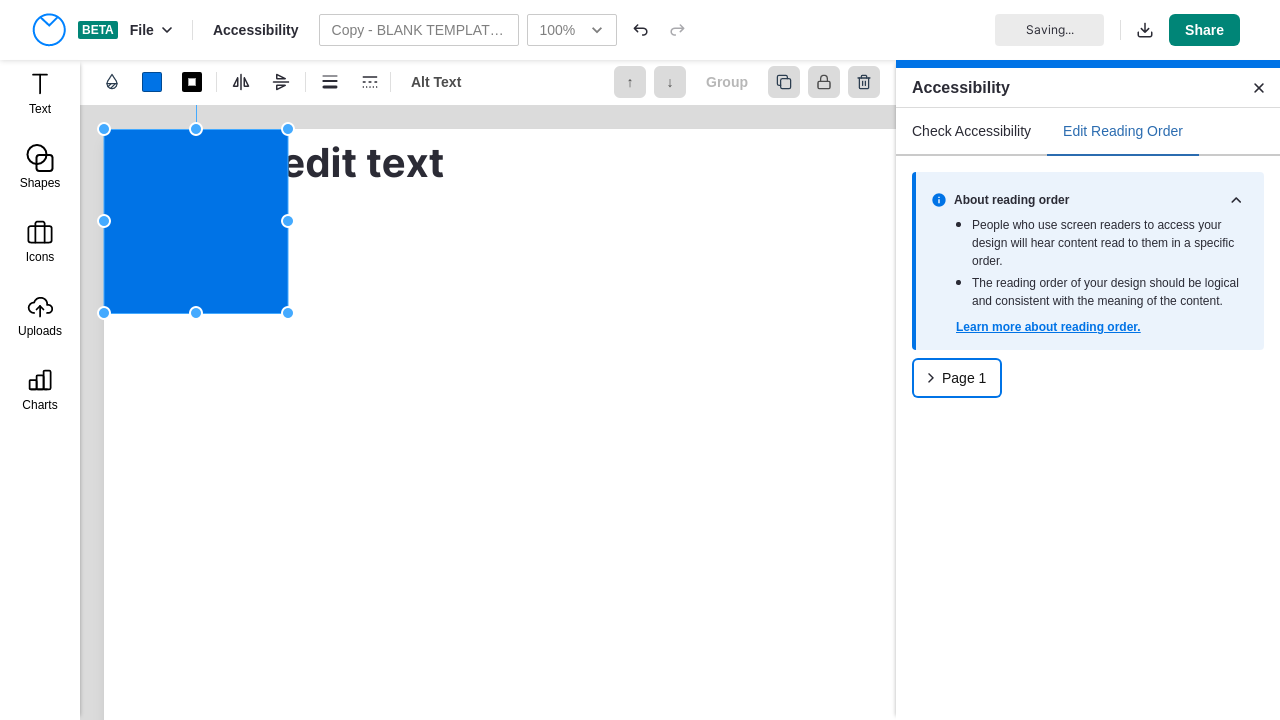 BETA
File
Accessibility
Copy - BLANK TEMPLAT…
100%
Saving...
Share
Text
Shapes
Icons
Uploads
Charts
Alt Text
↑
↓
Group
edit text
Accessibility
Check Accessibility
Edit Reading Order
About reading order
People who use screen readers to access your
design will hear content read to them in a specific
order.
The reading order of your design should be logical
and consistent with the meaning of the content.
Learn more about reading order.
Page 1